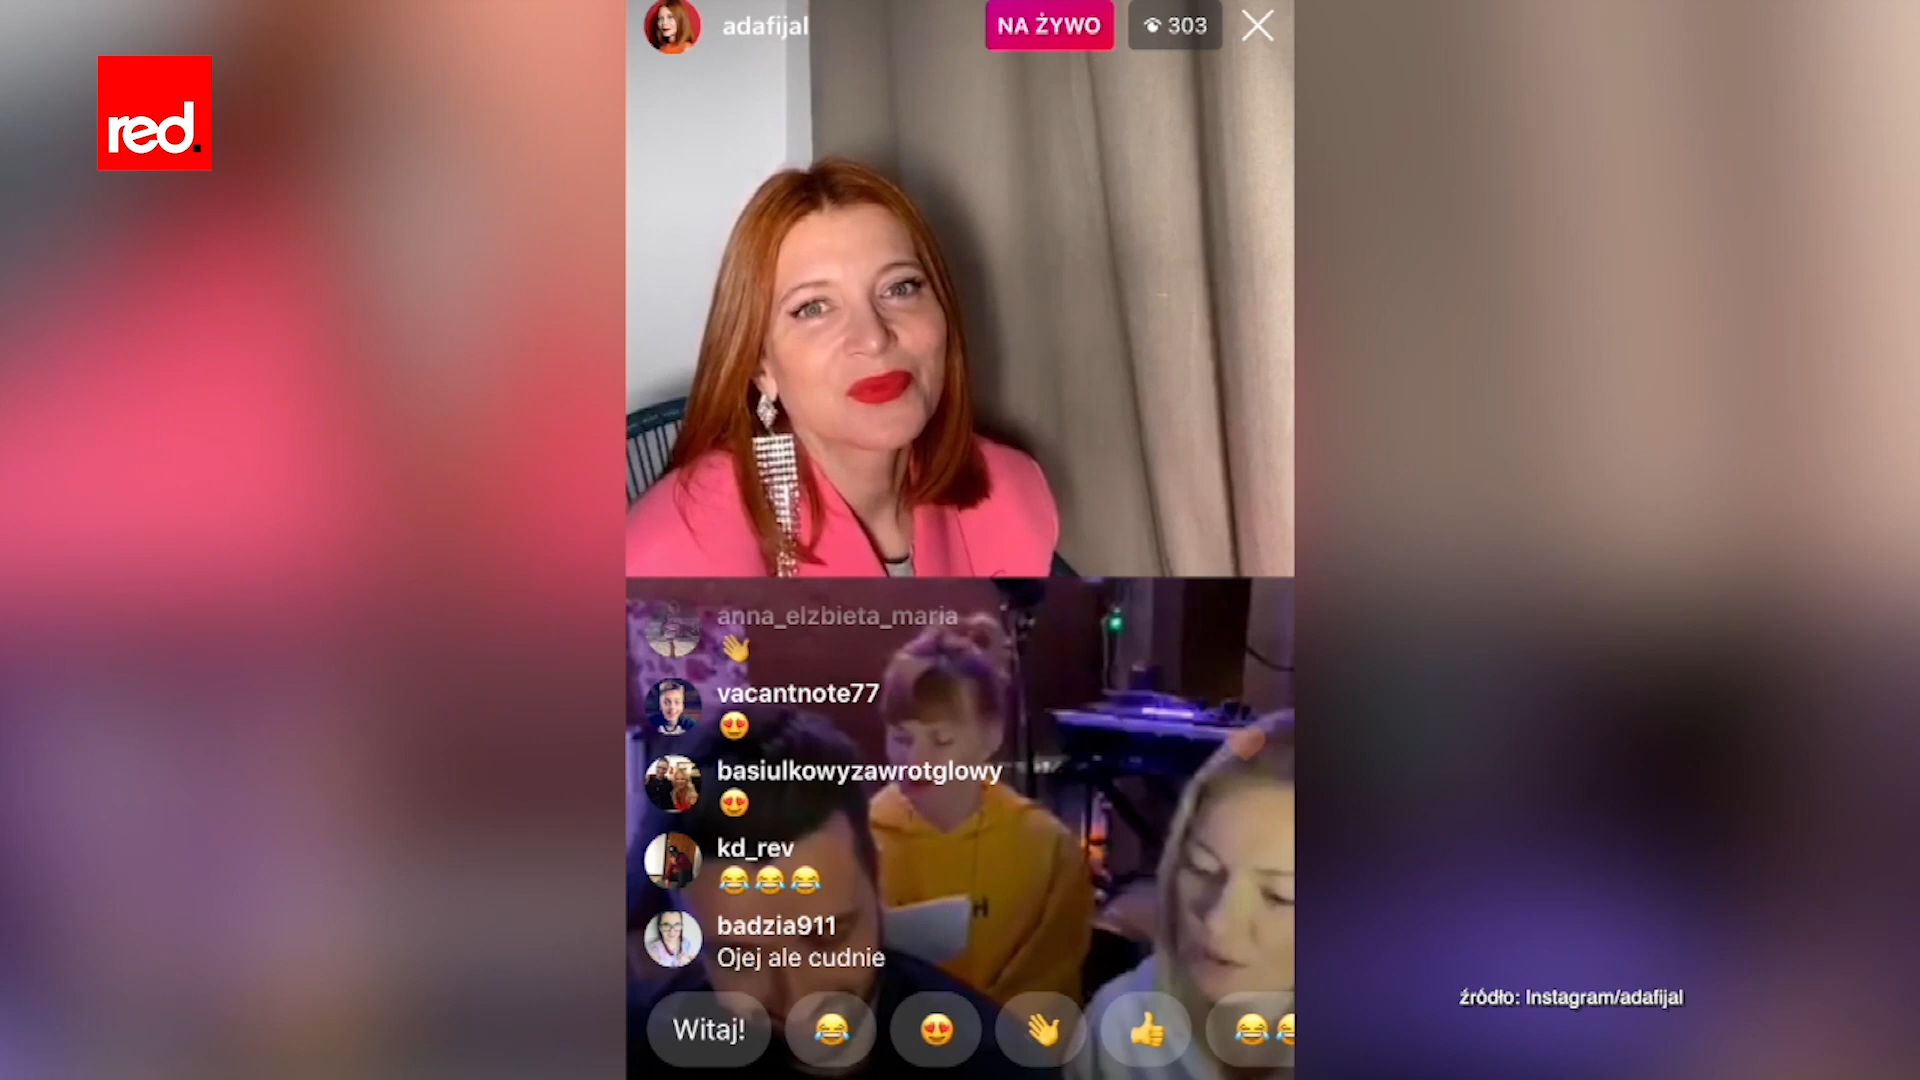 red.
adafijal
NA ŻYWO
303
anna_elzbieta_maria
vacantnote77
basiulkowyzawrotglowy
kd_rev
badzia911
Ojej ale cudnie
Witaj!
źródło: Instagram/adafijal